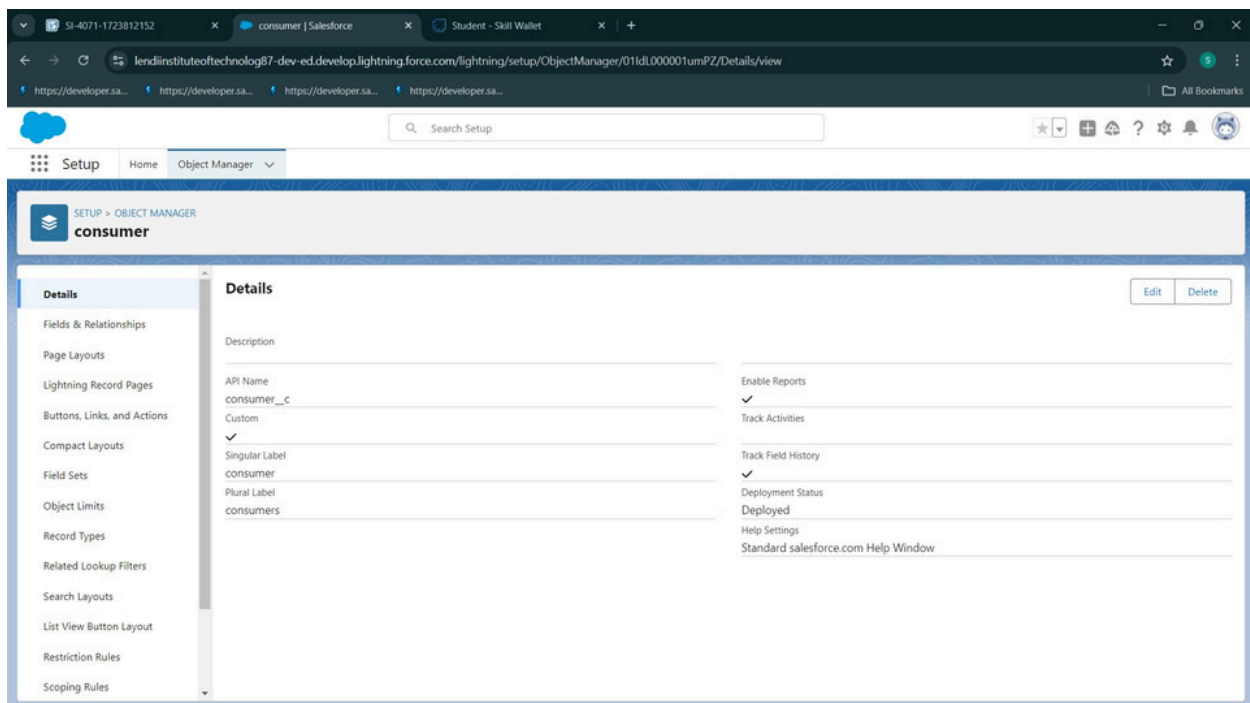 SI-4071-1723812152
consumer | Salesforce
Student - Skill Wallet
lendiinstituteoftechnolog87-dev-ed.develop.lightning.force.com/lightning/setup/ObjectManager/01IdL000001umPZ/Details/view
S
https://developer.sa...
https://developer.sa...
https://developer.sa...
https://developer.sa...
All Bookmarks
Search Setup
Setup
Home
Object Manager
SETUP > OBJECT MANAGER
consumer
Details
Fields & Relationships
Page Layouts
Lightning Record Pages
Buttons, Links, and Actions
Compact Layouts
Field Sets
Object Limits
Record Types
Related Lookup Filters
Search Layouts
List View Button Layout
Restriction Rules
Scoping Rules
Details
Edit
Delete
Description
API Name
consumer__c
Custom
Singular Label
consumer
Plural Label
consumers
Enable Reports
Track Activities
Track Field History
Deployment Status
Deployed
Help Settings
Standard salesforce.com Help Window